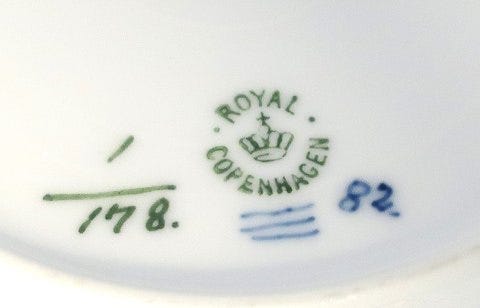 ROYAL
COPENHAGEN
1
178.
82.